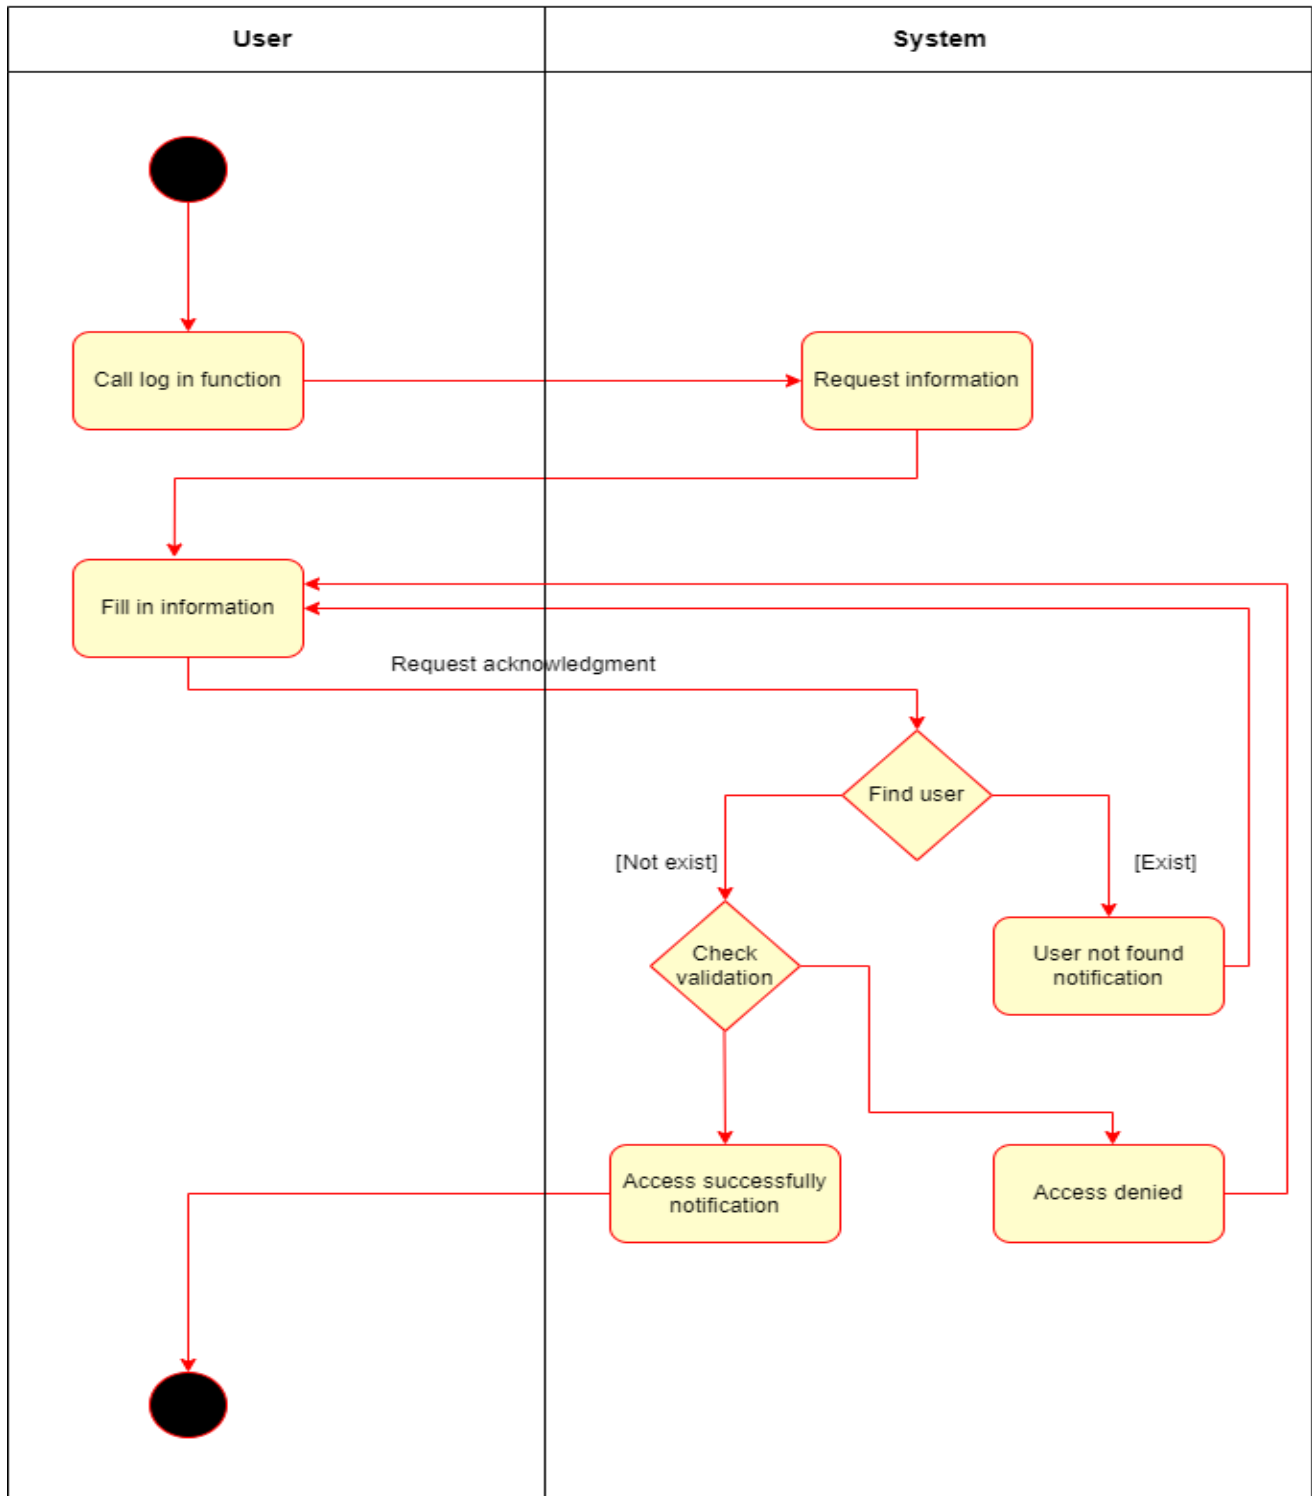 User
System
Call log in function
Request information
Fill in information
Request acknowledgment
Find user
[Not exist]
[Exist]
Check
validation
User not found
notification
Access successfully
notification
Access denied